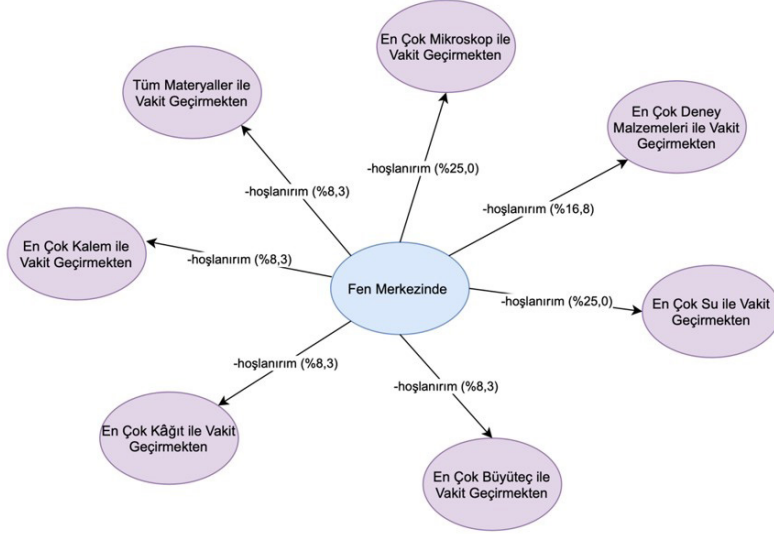 En Çok Mikroskop ile
Vakit Geçirmekten
Tüm Materyaller ile
Vakit Geçirmekten
En Çok Deney
Malzemeleri ile Vakit
Geçirmekten
-hoşlanırım (%25,0)
-hoşlanırım (%8,3)
-hoşlanırım (%16,8)
En Çok Kalem ile
Vakit Geçirmekten
-hoşlanırım (%8,3)
Fen Merkezinde
-hoşlanırım (%25,0)
En Çok Su ile Vakit
Geçirmekten
-hoşlanırım (%8,3)
-hoşlanırım (%8,3)
En Çok Kâğıt ile Vakit
Geçirmekten
En Çok Büyüteç ile
Vakit Geçirmekten